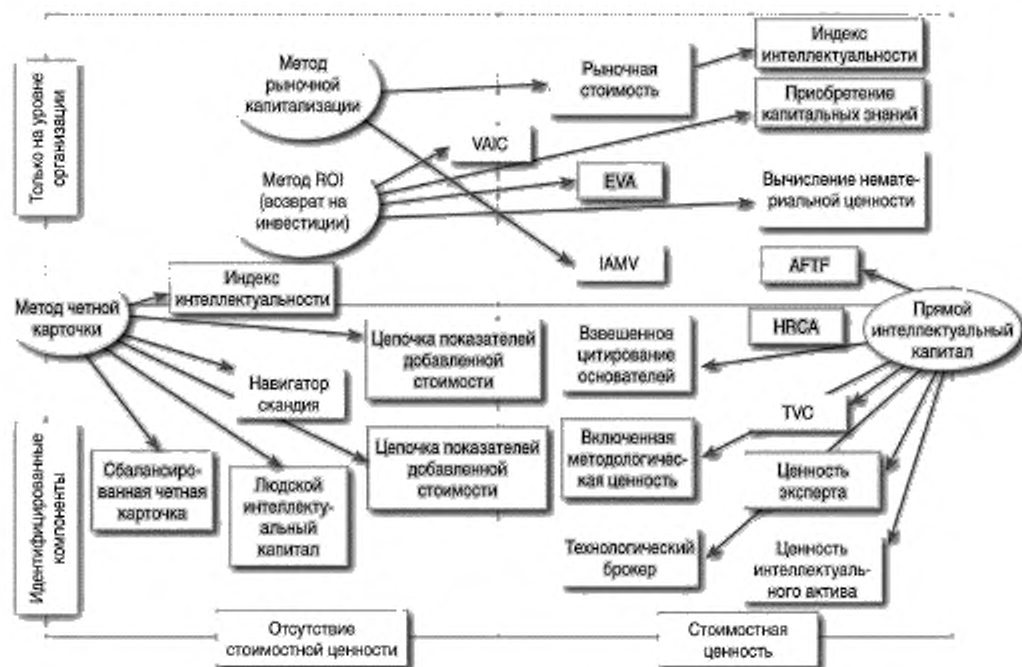 Только на уровне
организации
Метод
рыночной
капитализации
Рыночная
стоимость
Индекс
интеллектуальности
Приобретение
капитальных знаний
VAIC
Метод ROI
(возврат на
инвестиции)
EVA
Вычисление немате-
риальной ценности
IAMV
AFTF
Индекс
интеллектуальности
Метод четной
карточки
Цепочка показателей
добавленной
стоимости
Взвешенное
цитирование
основателей
HRCA
Прямой
интеллектуальный
капитал
Навигатор
скандия
TVC
Идентифицированные
компоненты
Сбалансиро-
ванная четная
карточка
Людской
интеллекту-
альный
капитал
Цепочка показателей
добавленной
стоимости
Включенная
методологичес-
кая ценность
Ценность
эксперта
Технологический
брокер
Ценность
интеллектуаль-
ного актива
Отсутствие
стоимостной ценности
Стоимостная
ценность